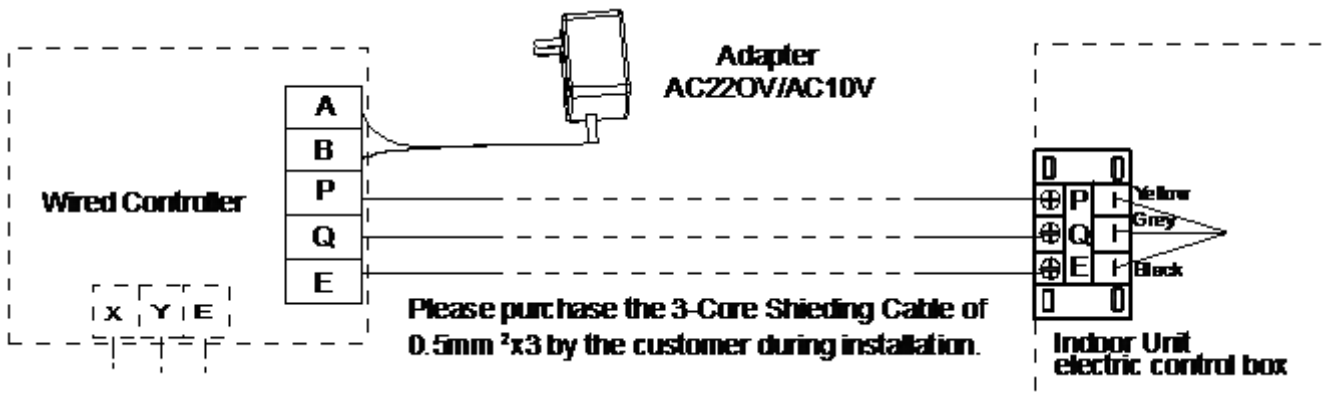 Adapter
AC22OV/AC10V
A
B
P
Q
E
Wired Controller
X Y E
P
Q
E
Yellow
Grey
Black
Please purchase the 3-Core Shieding Cable of
0.5mm ²x3 by the customer during installation.
Indoor Unit
electric control box